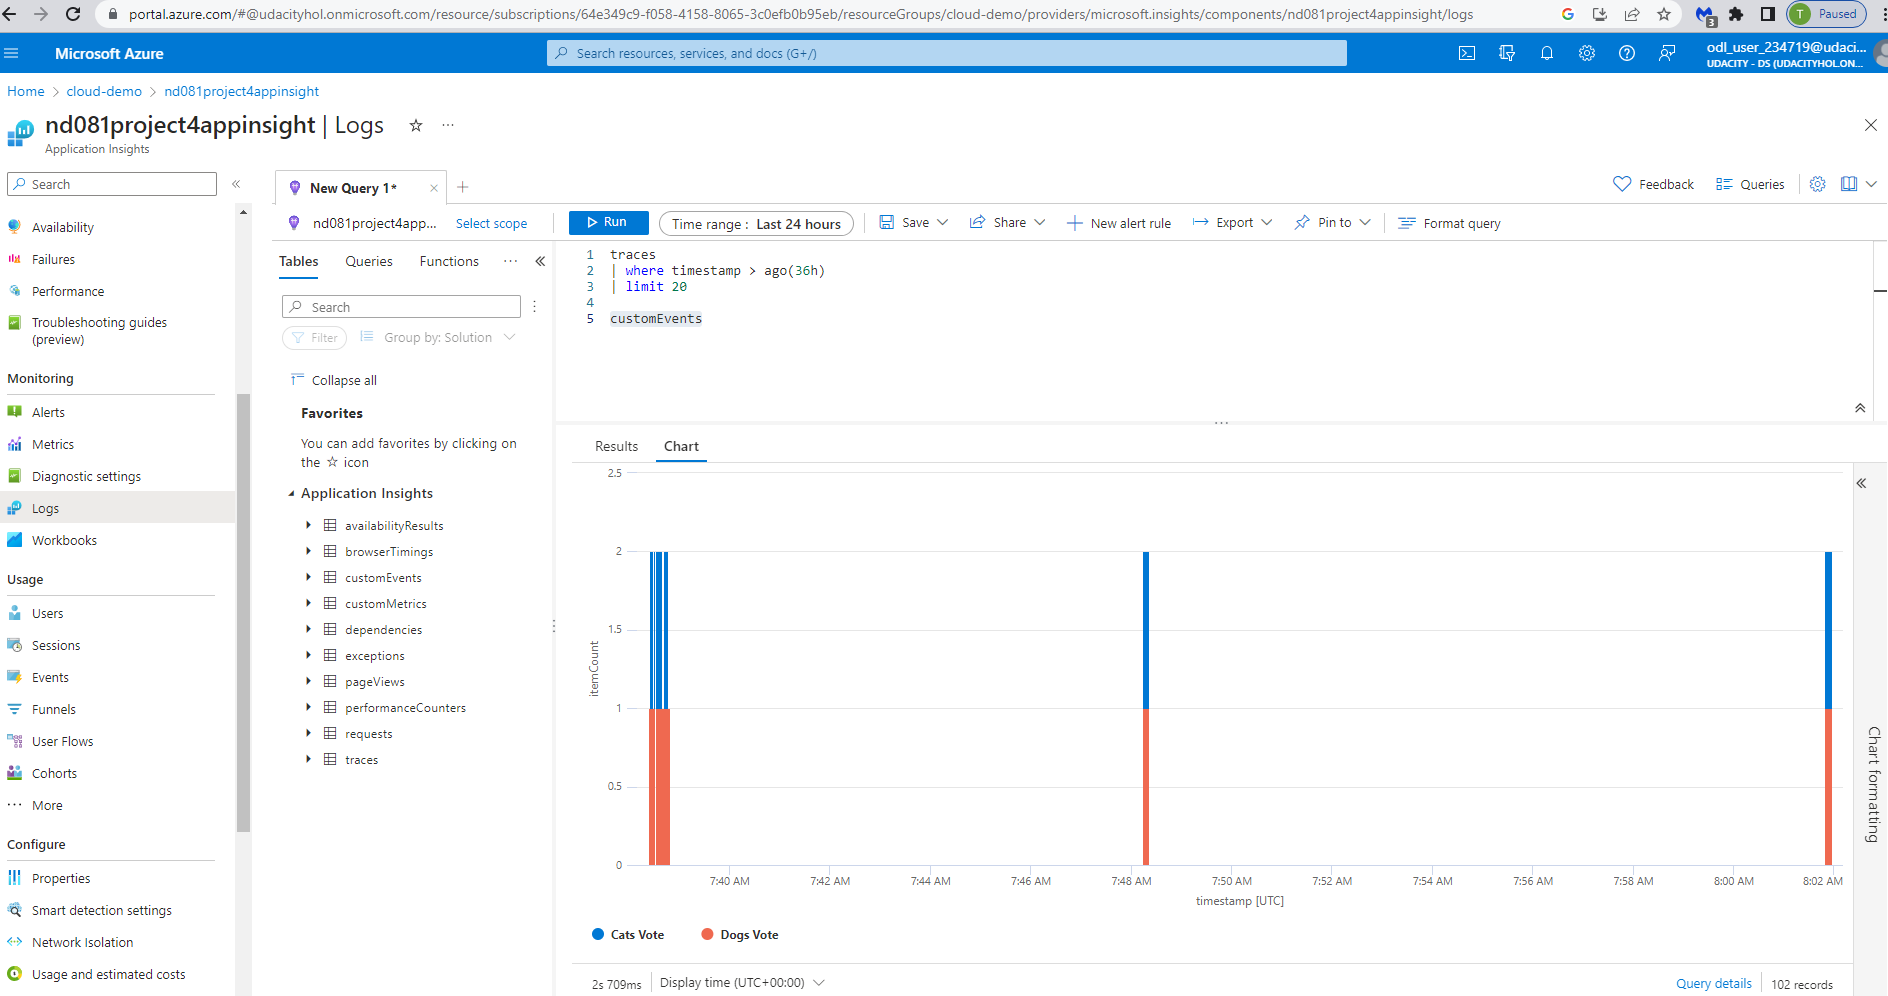 portal.azure.com/#@udacityhol.onmicrosoft.com/resource/subscriptions/64e349c9-f058-4158-8065-3c0efb0b95eb/resourceGroups/cloud-demo/providers/microsoft.insights/components/nd081project4appinsight/logs
3
T Paused
Microsoft Azure
Search resources, services, and docs (G+/)
odl_user_234719@udaci...
UDACITY - DS (UDACITYHOL.ON...
Home > cloud-demo > nd081project4appinsight
nd081project4appinsight | Logs
Application Insights
Search
Availability
Failures
Performance
Troubleshooting guides
(preview)
Monitoring
Alerts
Metrics
Diagnostic settings
Logs
Workbooks
Usage
Users
Sessions
Events
Funnels
User Flows
Cohorts
More
Configure
Properties
Smart detection settings
Network Isolation
Usage and estimated costs
New Query 1*
Feedback
Queries
nd081project4app...
Select scope
Run
Time range : Last 24 hours
Save
Share
New alert rule
Export
Pin to
Format query
Tables
Queries
Functions
Search
Filter
Group by: Solution
Collapse all
Favorites
You can add favorites by clicking on
the ☆ icon
Application Insights
availabilityResults
browserTimings
customEvents
customMetrics
dependencies
exceptions
pageViews
performanceCounters
requests
traces
1 traces
2 | where timestamp > ago(36h)
3 | limit 20
4
5 customEvents
Results
Chart
2.5
2
1.5
1
0.5
0
itemCount
7:40 AM 7:42 AM 7:44 AM 7:46 AM 7:48 AM 7:50 AM 7:52 AM 7:54 AM 7:56 AM 7:58 AM 8:00 AM 8:02 AM
timestamp [UTC]
Cats Vote
Dogs Vote
Chart formatting
2s 709ms
Display time (UTC+00:00)
Query details
102 records